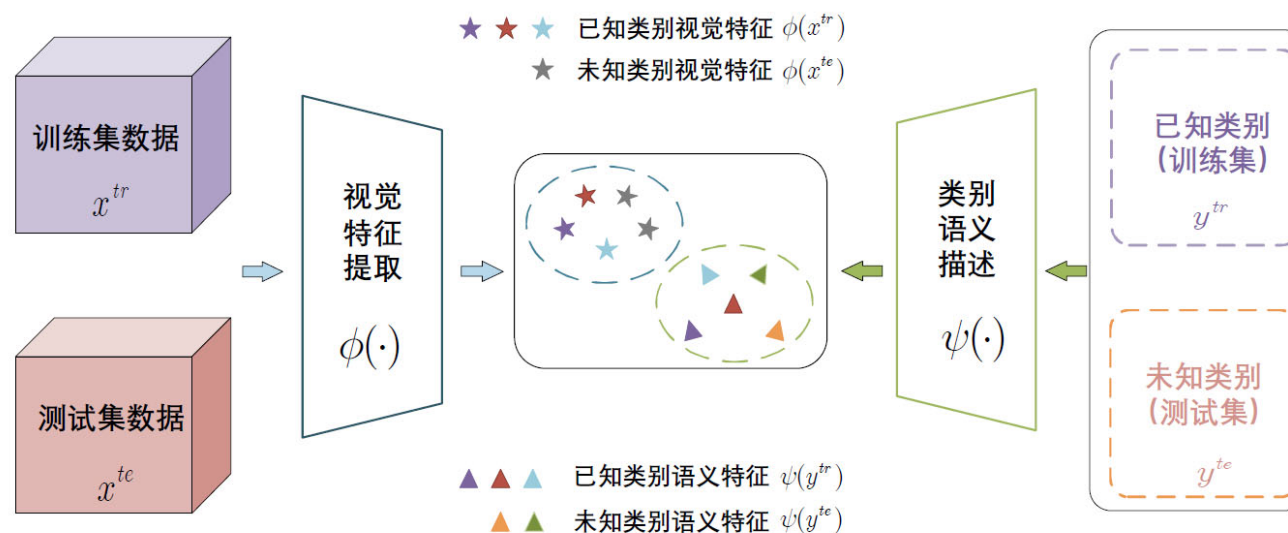 已知类别视觉特征 ϕ(x^{tr})
未知类别视觉特征 ϕ(x^{te})
训练集数据
x^{tr}
测试集数据
x^{te}
视觉
特征
提取
ϕ(·)
类别
语义
描述
ψ(·)
已知类别
(训练集)
y^{tr}
未知类别
(测试集)
y^{te}
已知类别语义特征 ψ(y^{tr})
未知类别语义特征 ψ(y^{te})